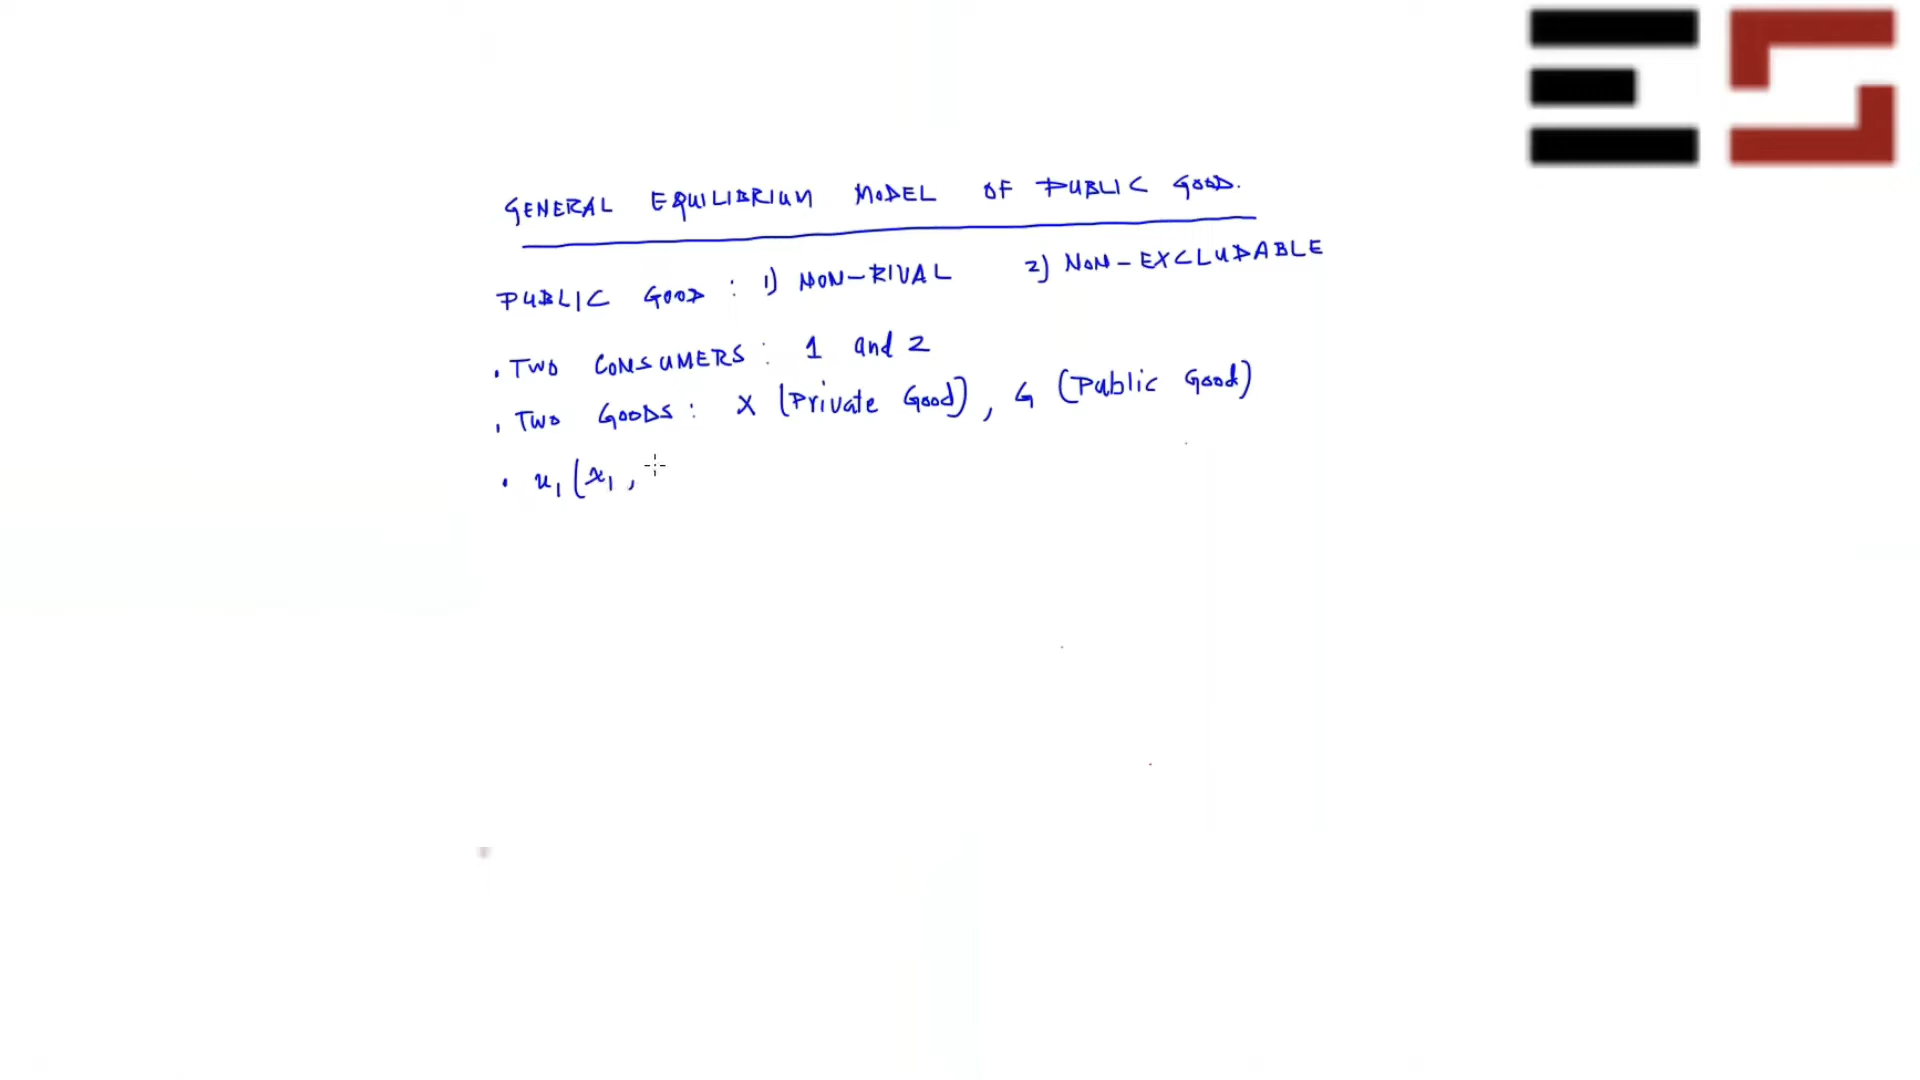 GENERAL EQUILIBRIUM MODEL OF PUBLIC GOOD.
PUBLIC GOOD : 1) NON-RIVAL 2) NON-EXCLUDABLE
. TWO CONSUMERS : 1 and 2
. TWO GOODS : X (Private Good), G (Public Good)
. u₁(x₁,
ES